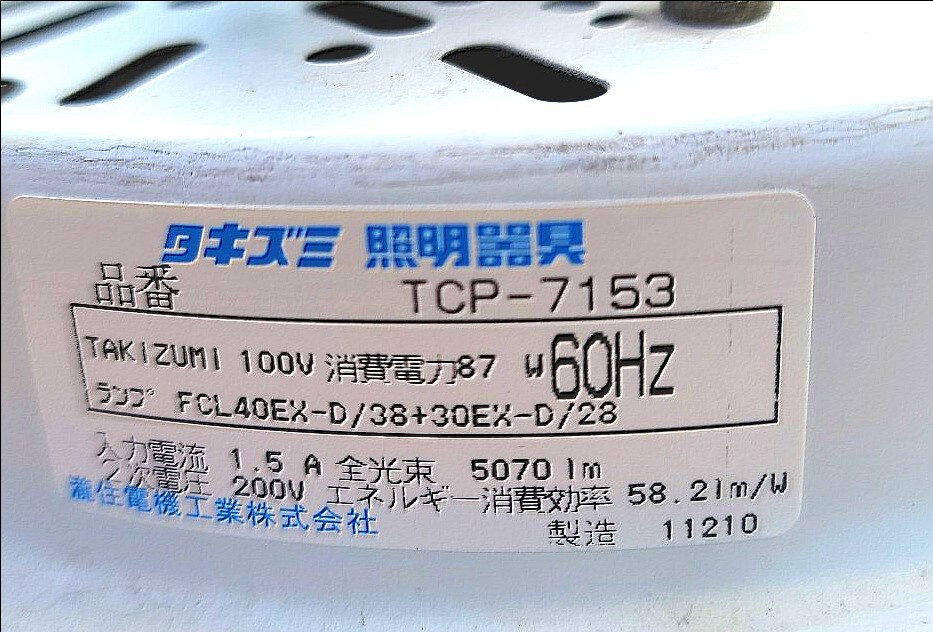 タキズミ 照明器具
品番 TCP-7153
TAKIZUMI 100V 消費電力87 W 60Hz
ランプ FCL40EX-D/38+30EX-D/28
入力電流 1.5 A 全光束 5070 lm
2次電圧 200V エネルギー消費効率 58.2lm/W
瀧住電機工業株式会社
製造 11210